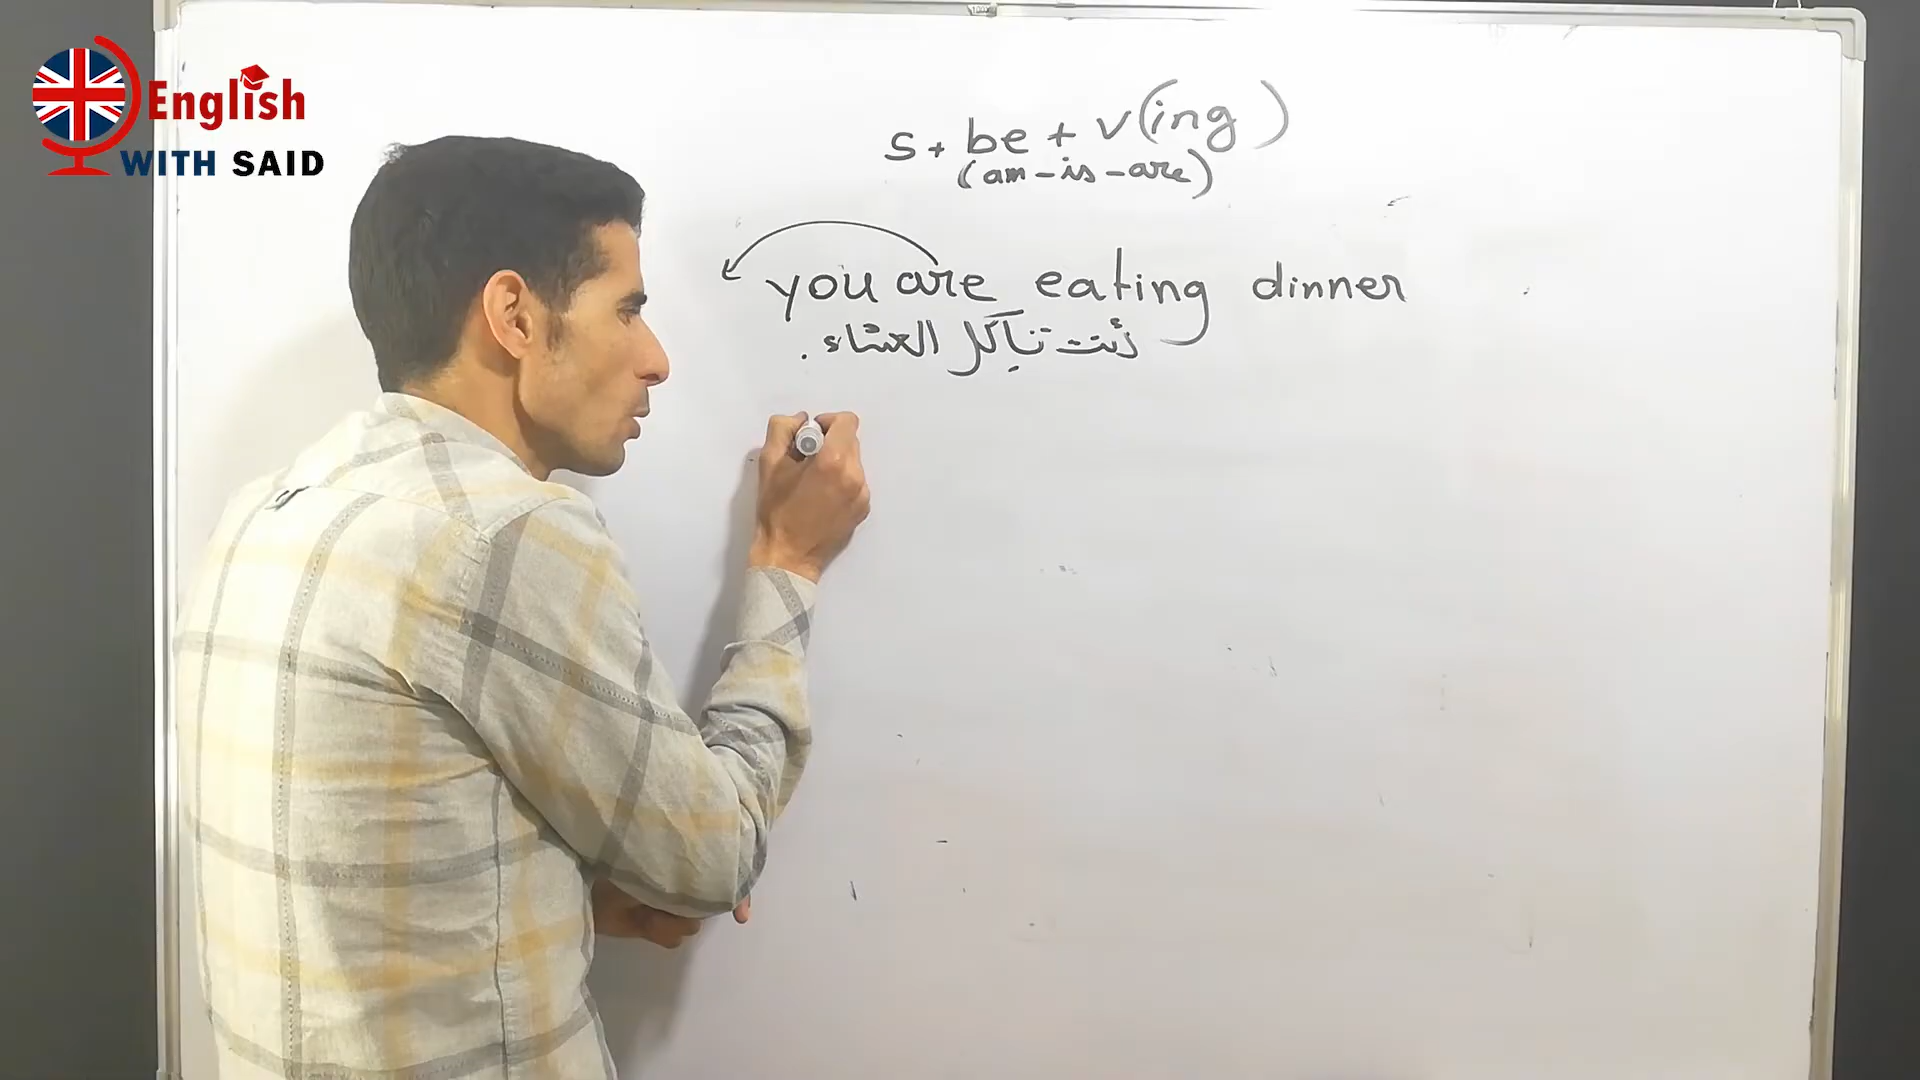 English
WITH SAID
S + be + v(ing)
(am - is - are)
you are eating dinner
أنت تأكل العشاء.